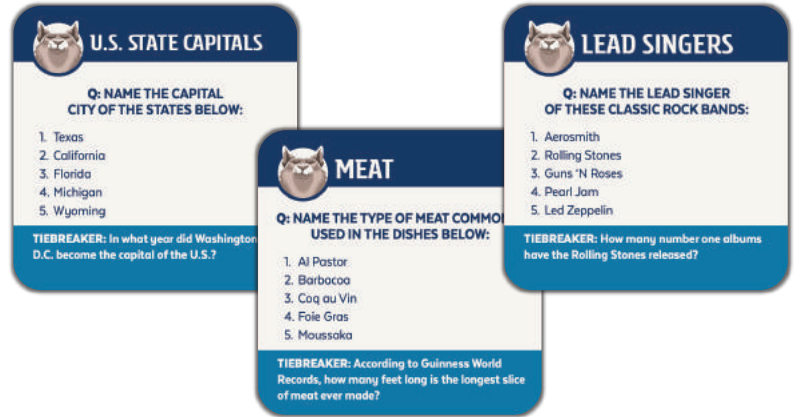 U.S. STATE CAPITALS
Q: NAME THE CAPITAL
CITY OF THE STATES BELOW:
1. Texas
2. California
3. Florida
4. Michigan
5. Wyoming
TIEBREAKER: In what year did Washington
D.C. become the capital of the U.S.?
MEAT
Q: NAME THE TYPE OF MEAT
USED IN THE DISHES BELOW:
1. Al Pastor
2. Barbacoa
3. Coq au Vin
4. Foie Gras
5. Moussaka
TIEBREAKER: According to Guinness World
Records, how many feet long is the longest slice
of meat ever made?
LEAD SINGERS
Q: NAME THE LEAD SINGER
OF THESE CLASSIC ROCK BANDS:
1. Aerosmith
2. Rolling Stones
3. Guns 'N Roses
4. Pearl Jam
5. Led Zeppelin
TIEBREAKER: How many number one albums
have the Rolling Stones released?